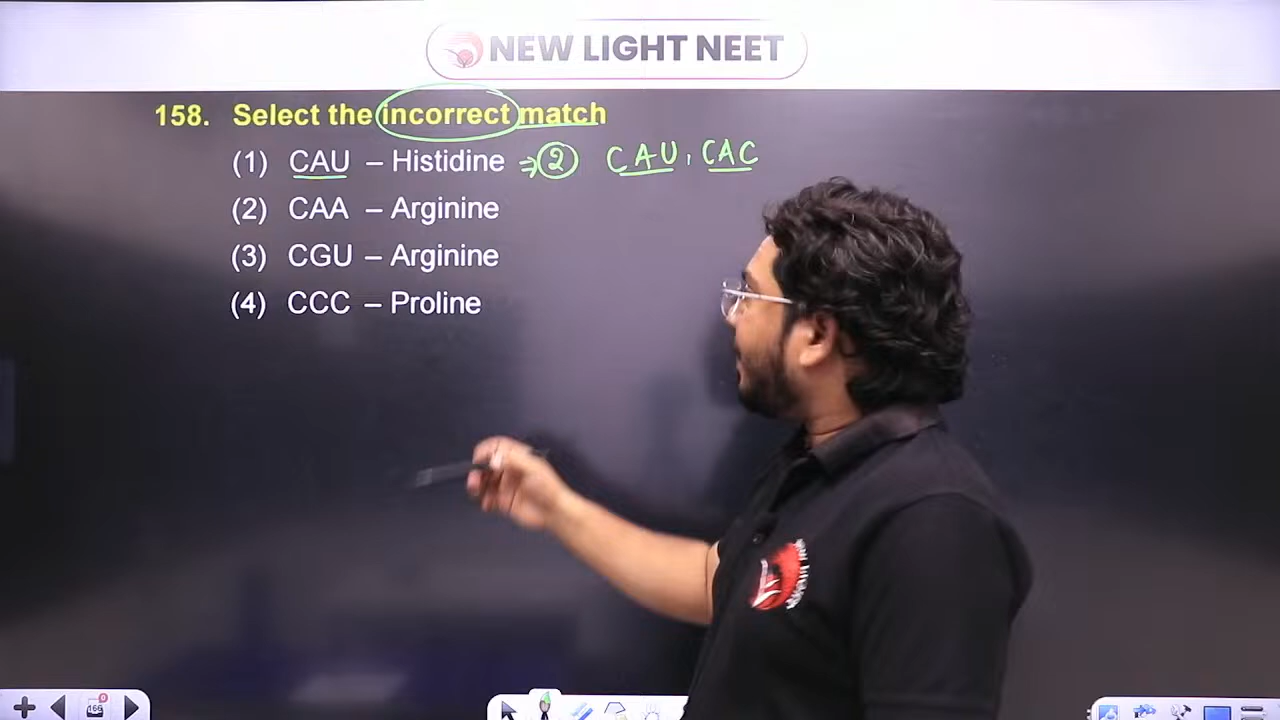 NEW LIGHT NEET
158. Select the incorrect match
(1) CAU – Histidine ⇒ 2 CAU, CAC
(2) CAA – Arginine
(3) CGU – Arginine
(4) CCC – Proline